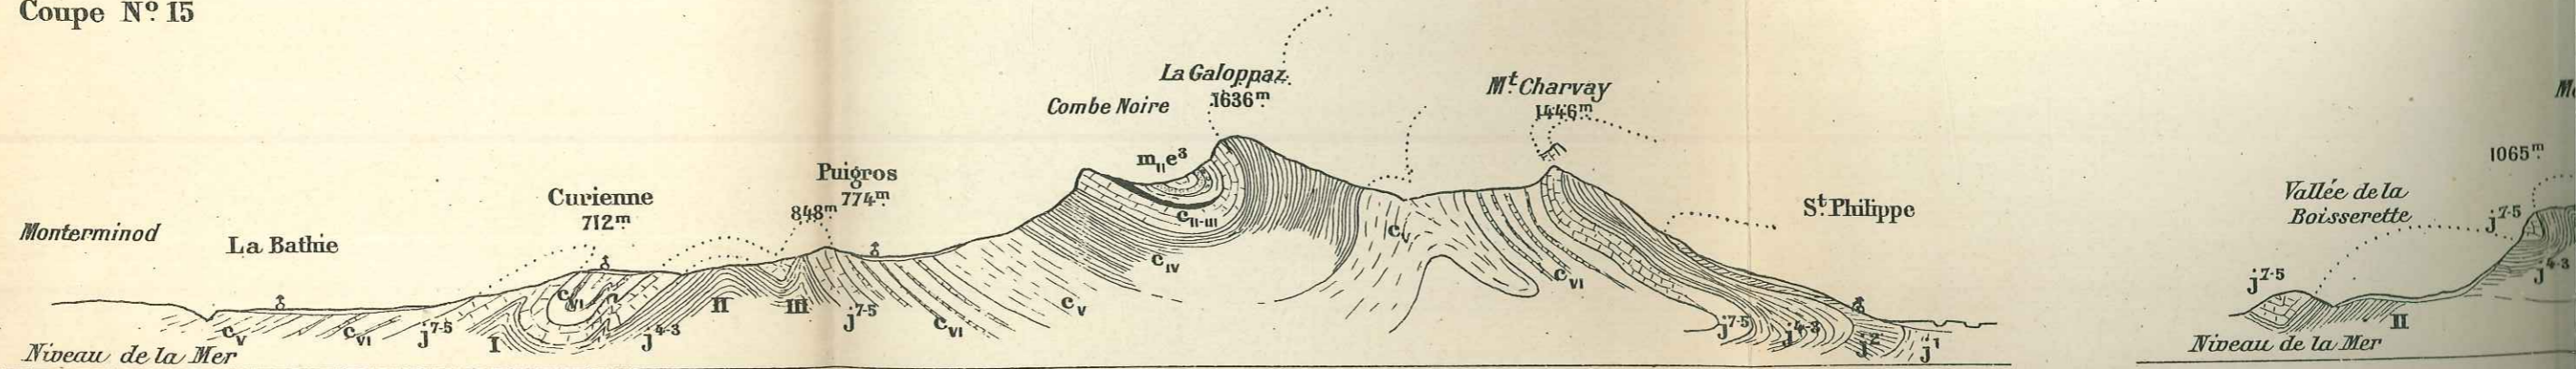 Coupe Nº 15
La Galoppaz
1636m
Combe Noire
Mt Charvay
1446m
mIIe3
Puigros
774m
848m
Curienne
712m
Monterminod
La Bathie
St Philippe
cII-III
cIV
cV
cV
cVI
cVI
cVI
cV
cVI
j7-5
I
j4-3
II
III
j7-5
j7-5
j4-3
j2
j1
Niveau de la Mer
1065m
Vallée de la
Boisserette
j7-5
j7-5
j4-3
II
Niveau de la Mer